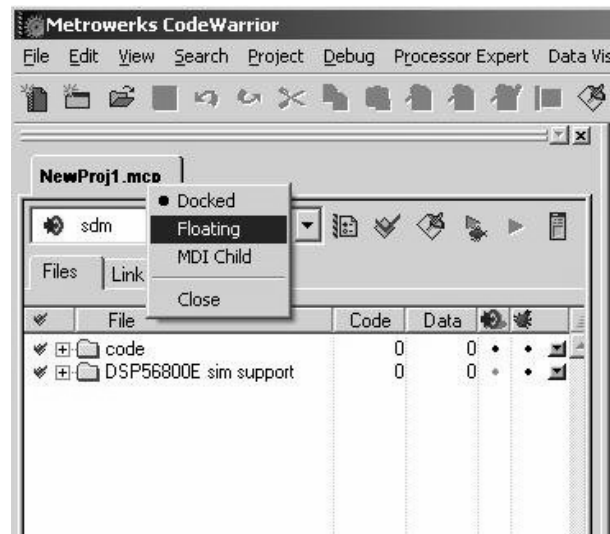 Metrowerks CodeWarrior
File Edit View Search Project Debug Processor Expert Data Vis
NewProj1.mcp
Docked
sdm
Floating
MDI Child
Files Link
Close
File Code Data
code 0 0
DSP56800E sim support 0 0